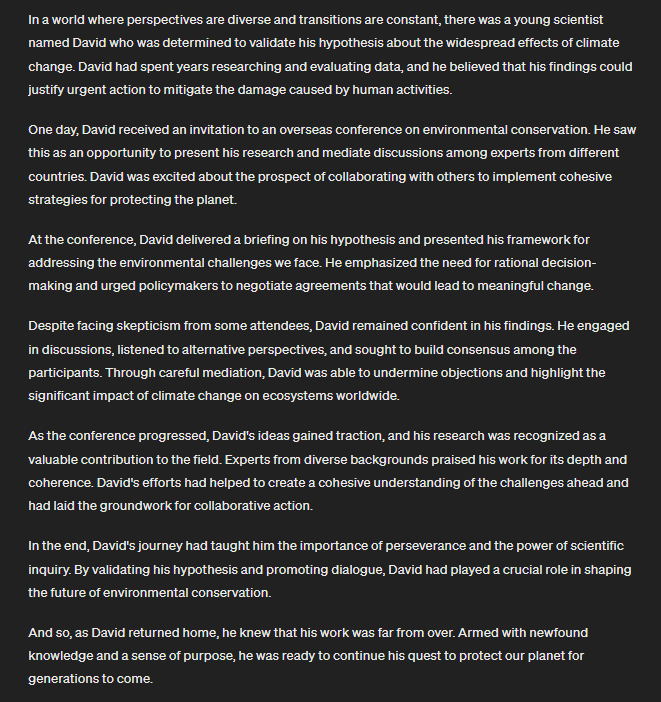 In a world where perspectives are diverse and transitions are constant, there was a young scientist
named David who was determined to validate his hypothesis about the widespread effects of climate
change. David had spent years researching and evaluating data, and he believed that his findings could
justify urgent action to mitigate the damage caused by human activities.
One day, David received an invitation to an overseas conference on environmental conservation. He saw
this as an opportunity to present his research and mediate discussions among experts from different
countries. David was excited about the prospect of collaborating with others to implement cohesive
strategies for protecting the planet.
At the conference, David delivered a briefing on his hypothesis and presented his framework for
addressing the environmental challenges we face. He emphasized the need for rational decision-
making and urged policymakers to negotiate agreements that would lead to meaningful change.
Despite facing skepticism from some attendees, David remained confident in his findings. He engaged
in discussions, listened to alternative perspectives, and sought to build consensus among the
participants. Through careful mediation, David was able to undermine objections and highlight the
significant impact of climate change on ecosystems worldwide.
As the conference progressed, David's ideas gained traction, and his research was recognized as a
valuable contribution to the field. Experts from diverse backgrounds praised his work for its depth and
coherence. David's efforts had helped to create a cohesive understanding of the challenges ahead and
had laid the groundwork for collaborative action.
In the end, David's journey had taught him the importance of perseverance and the power of scientific
inquiry. By validating his hypothesis and promoting dialogue, David had played a crucial role in shaping
the future of environmental conservation.
And so, as David returned home, he knew that his work was far from over. Armed with newfound
knowledge and a sense of purpose, he was ready to continue his quest to protect our planet for
generations to come.